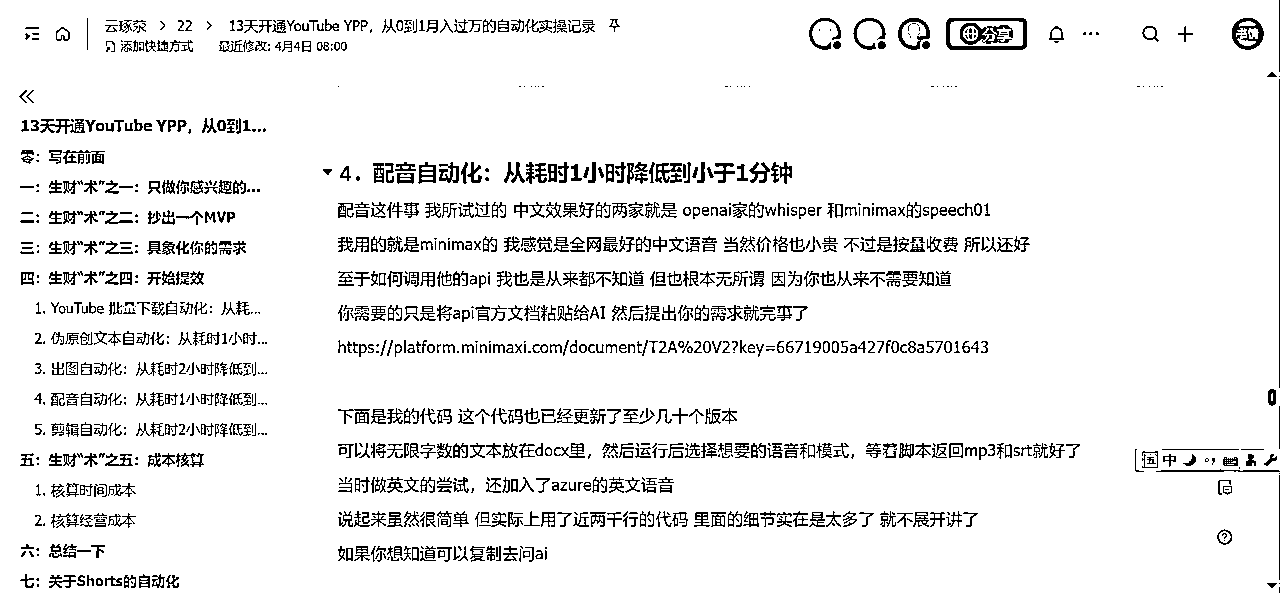 云琢荥 > 22 > 13天开通YouTube YPP，从0到1月入过万的自动化实操记录
添加快捷方式 最近修改: 4月4日 08:00
分享
13天开通YouTube YPP，从0到1...
零：写在前面
一：生财“术”之一：只做你感兴趣的...
二：生财“术”之二：抄出一个MVP
三：生财“术”之三：具象化你的需求
四：生财“术”之四：开始提效
1. YouTube 批量下载自动化：从耗...
2. 伪原创文本自动化：从耗时1小时...
3. 出图自动化：从耗时2小时降低到...
4. 配音自动化：从耗时1小时降低到...
5. 剪辑自动化：从耗时2小时降低到...
五：生财“术”之五：成本核算
1. 核算时间成本
2. 核算经营成本
六：总结一下
七：关于Shorts的自动化
4. 配音自动化：从耗时1小时降低到小于1分钟
配音这件事 我所试过的 中文效果好的两家就是 openai家的whisper 和minimax的speech01
我用的就是minimax的 我感觉是全网最好的中文语音 当然价格也小贵 不过是按量收费 所以还好
至于如何调用他的api 我也是从来都不知道 但也根本无所谓 因为你也从来不需要知道
你需要的只是将api官方文档粘贴给AI 然后提出你的需求就完事了
https://platform.minimaxi.com/document/T2A%20V2?key=66719005a427f0c8a5701643
下面是我的代码 这个代码也已经更新了至少几十个版本
可以将无限字数的文本放在docx里，然后运行后选择想要的语音和模式，等着脚本返回mp3和srt就好了
当时做英文的尝试，还加入了azure的英文语音
说起来虽然很简单 但实际上用了近两千行的代码 里面的细节实在是太多了 就不展开讲了
如果你想知道可以复制去问ai
五 中